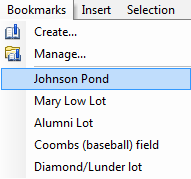 Bookmarks Insert Selection
Create...
Manage...
Johnson Pond
Mary Low Lot
Alumni Lot
Coombs (baseball) field
Diamond/Lunder lot